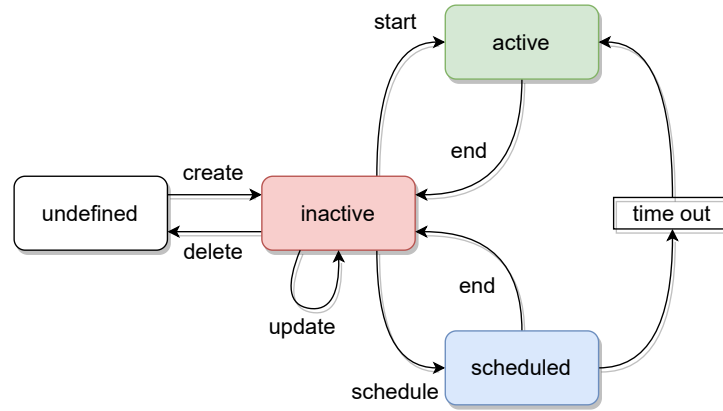 start
active
end
create
undefined
inactive
time out
delete
end
update
scheduled
schedule